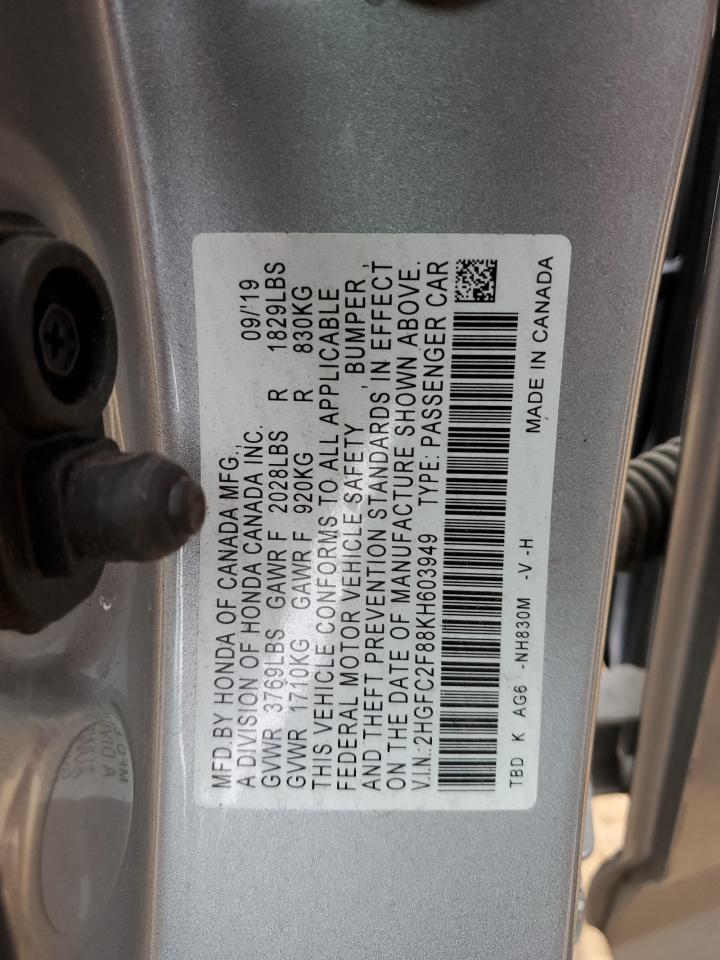 MFD.BY HONDA OF CANADA MFG.,
A DIVISION OF HONDA CANADA INC. 09/'19
GVWR 3769LBS GAWR F 2028LBS R 1829LBS
GVWR 1710KG GAWR F 920KG R 830KG
THIS VEHICLE CONFORMS TO ALL APPLICABLE
FEDERAL MOTOR VEHICLE SAFETY , BUMPER ,
AND THEFT PREVENTION STANDARDS IN EFFECT
ON THE DATE OF MANUFACTURE SHOWN ABOVE.
V.I.N.:2HGFC2F88KH603949 TYPE: PASSENGER CAR
TBD K AG6 -NH830M -V -H
MADE IN CANADA